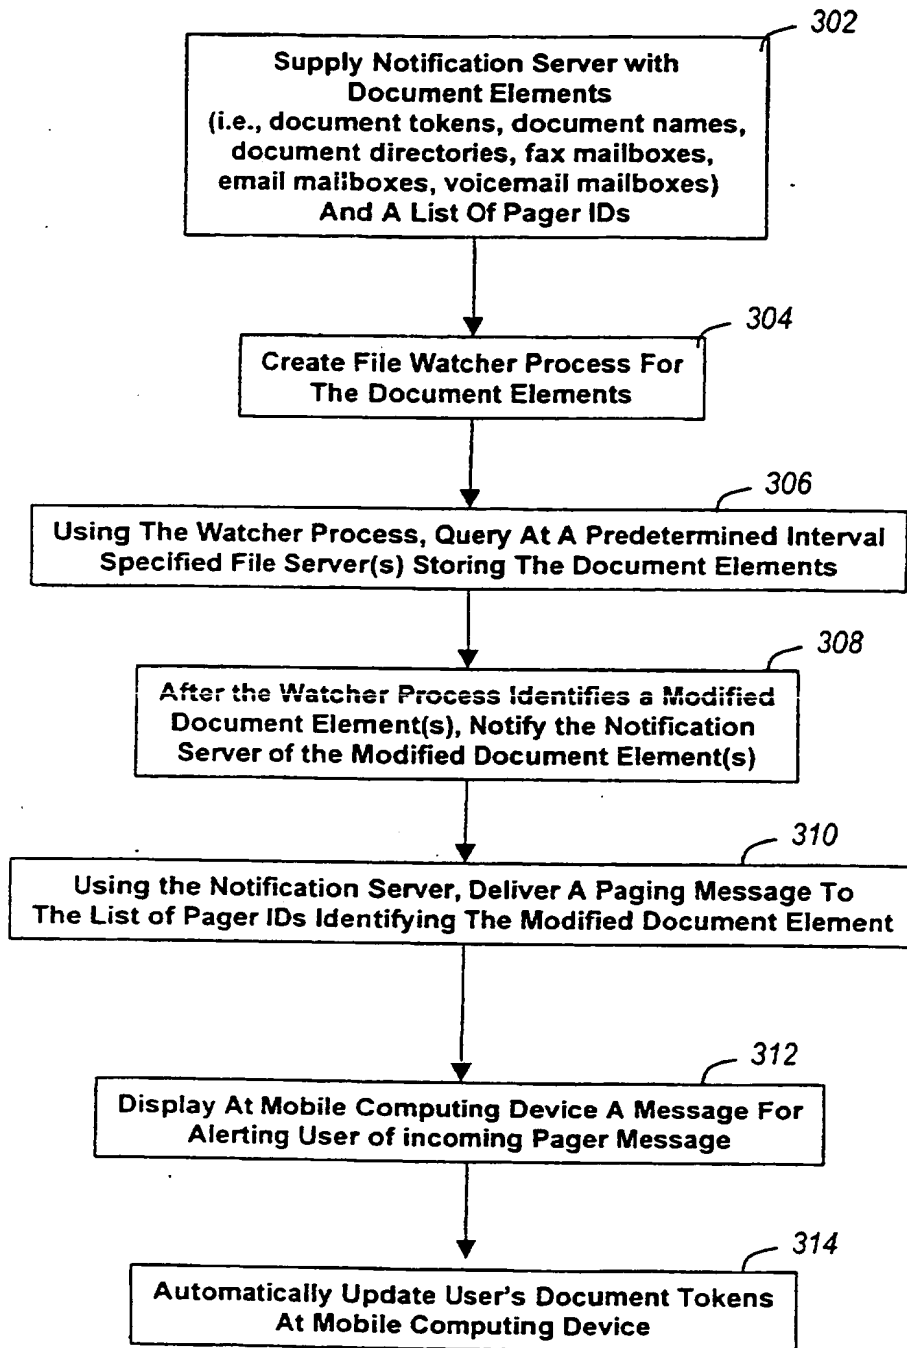 302
Supply Notification Server with
Document Elements
(i.e., document tokens, document names,
document directories, fax mailboxes,
email mailboxes, voicemail mailboxes)
And A List Of Pager IDs
304
Create File Watcher Process For
The Document Elements
306
Using The Watcher Process, Query At A Predetermined Interval
Specified File Server(s) Storing The Document Elements
308
After the Watcher Process Identifies a Modified
Document Element(s), Notify the Notification
Server of the Modified Document Element(s)
310
Using the Notification Server, Deliver A Paging Message To
The List of Pager IDs Identifying The Modified Document Element
312
Display At Mobile Computing Device A Message For
Alerting User of incoming Pager Message
314
Automatically Update User's Document Tokens
At Mobile Computing Device